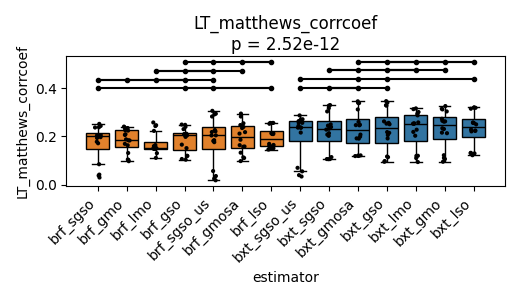 LT_matthews_corrcoef
p = 2.52e-12
LT_matthews_corrcoef
0.4
0.2
0.0
brf_sgso
brf_gmo
brf_lmo
brf_gso
brf_sgso_us
brf_gmosa
brf_lso
bxt_sgso_us
bxt_sgso
bxt_gmosa
bxt_gso
bxt_lmo
bxt_gmo
bxt_lso
estimator